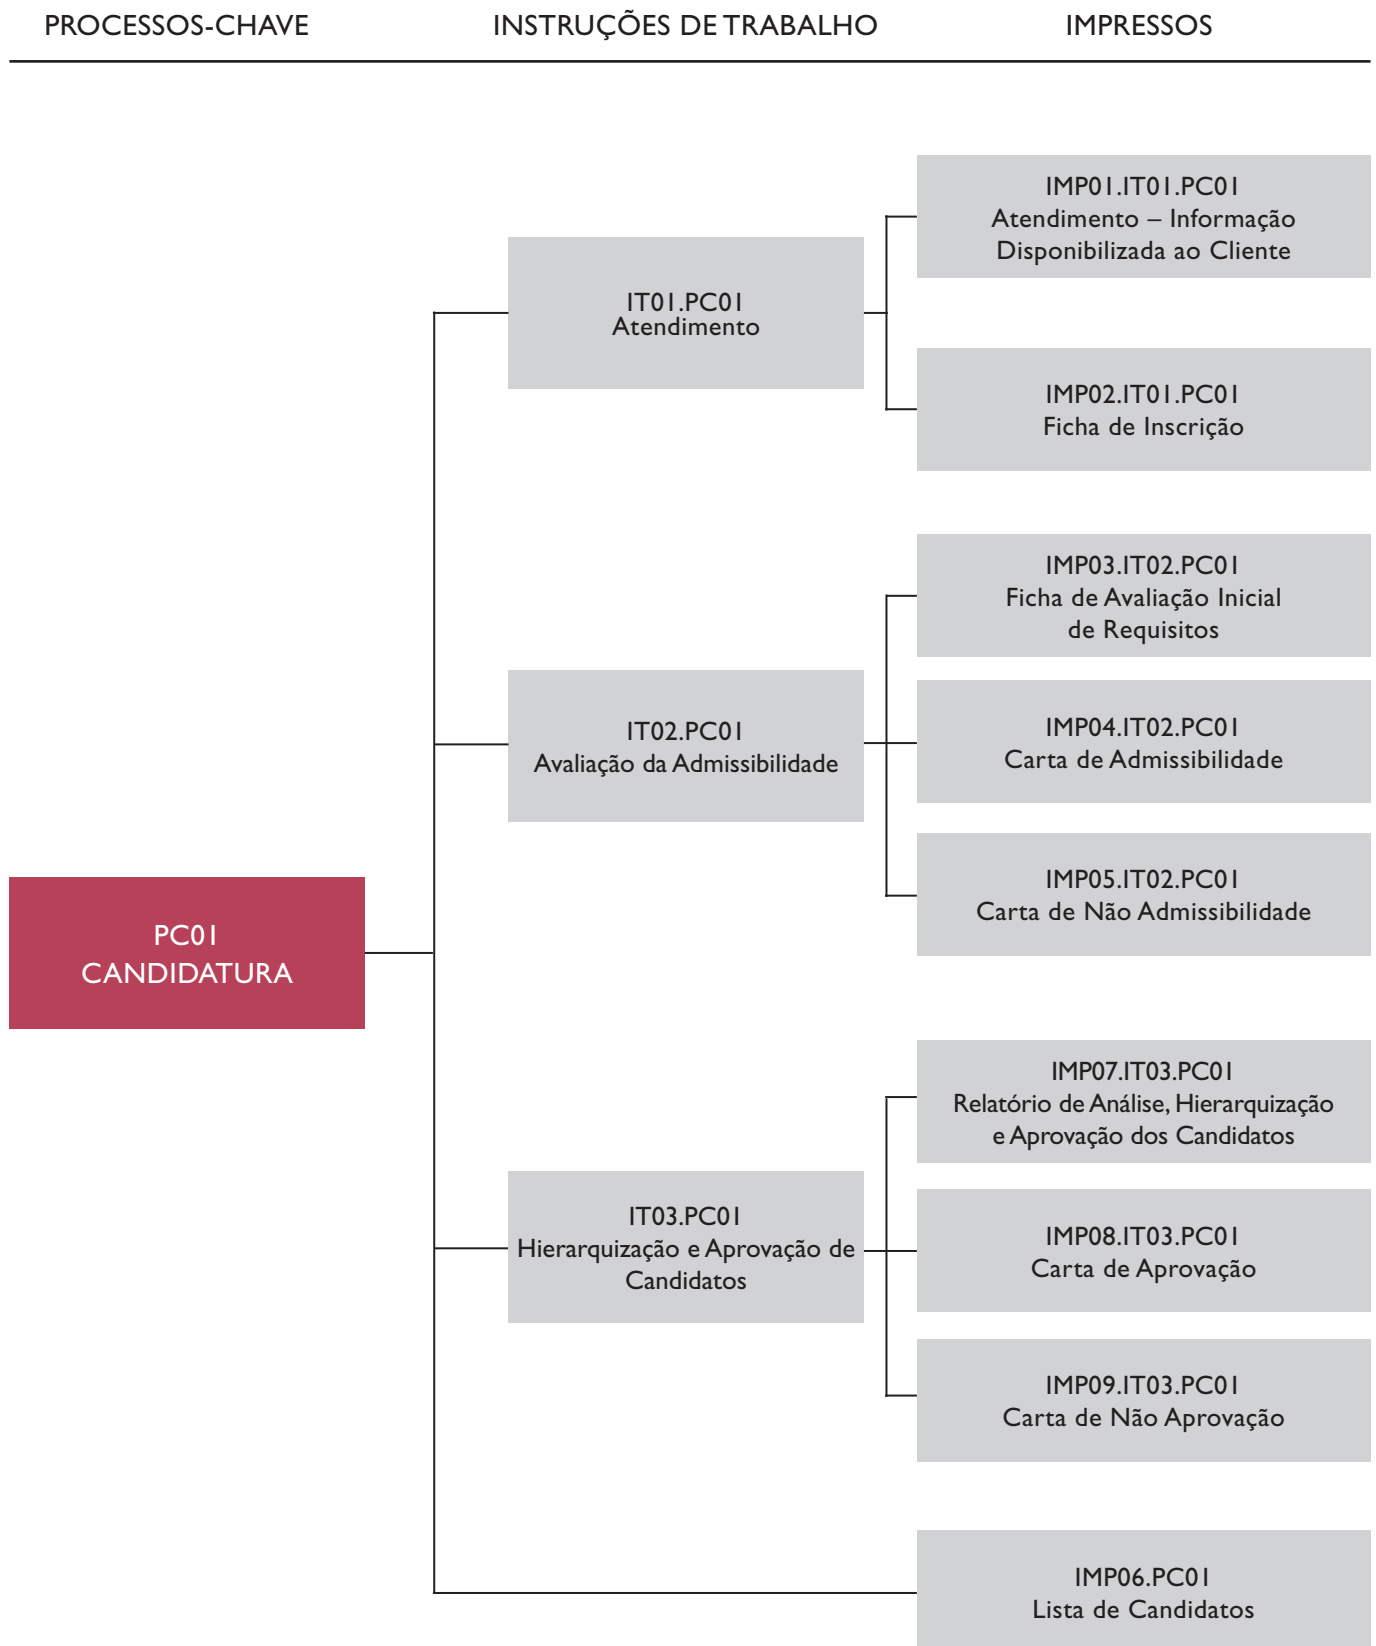 PROCESSOS-CHAVE
INSTRUÇÕES DE TRABALHO
IMPRESSOS
IMP01.IT01.PC01
Atendimento – Informação
Disponibilizada ao Cliente
IT01.PC01
Atendimento
IMP02.IT01.PC01
Ficha de Inscrição
IMP03.IT02.PC01
Ficha de Avaliação Inicial
de Requisitos
IT02.PC01
Avaliação da Admissibilidade
IMP04.IT02.PC01
Carta de Admissibilidade
IMP05.IT02.PC01
Carta de Não Admissibilidade
PC01
CANDIDATURA
IMP07.IT03.PC01
Relatório de Análise, Hierarquização
e Aprovação dos Candidatos
IT03.PC01
Hierarquização e Aprovação de
Candidatos
IMP08.IT03.PC01
Carta de Aprovação
IMP09.IT03.PC01
Carta de Não Aprovação
IMP06.PC01
Lista de Candidatos